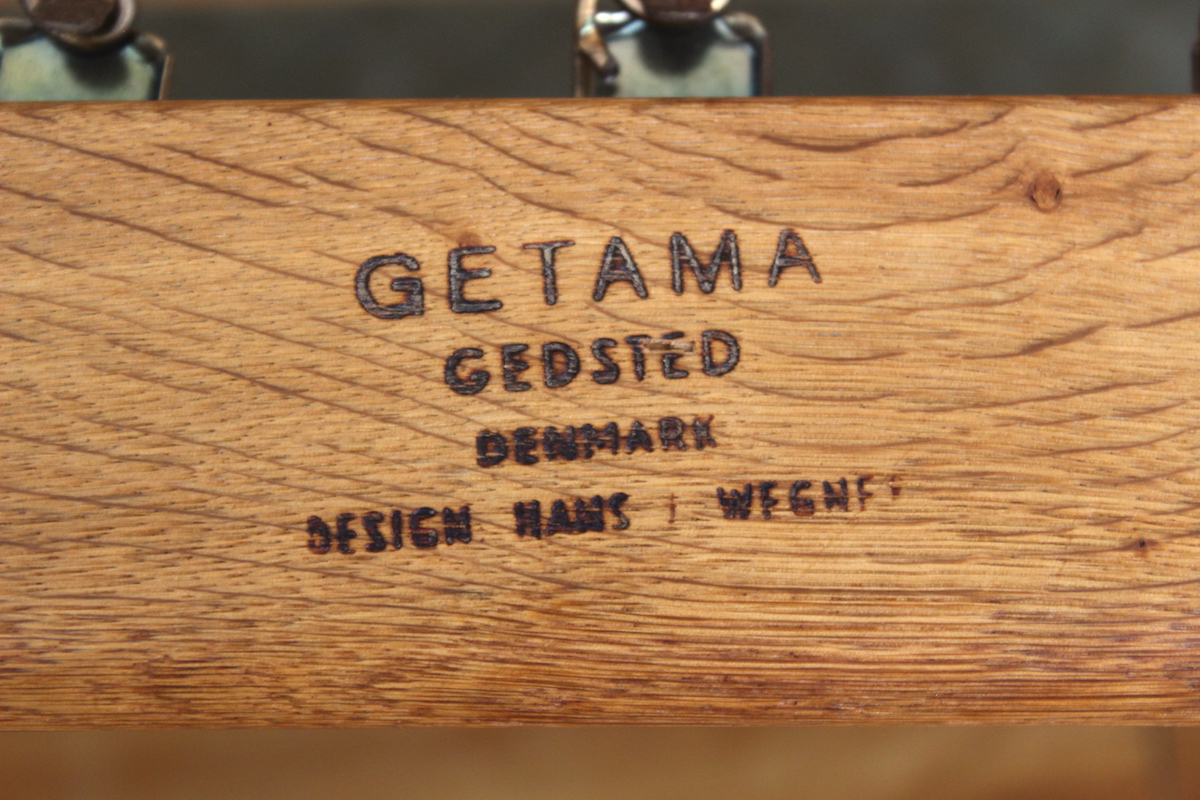 GETAMA
GEDSTED
DENMARK
DESIGN HANS J WEGNER